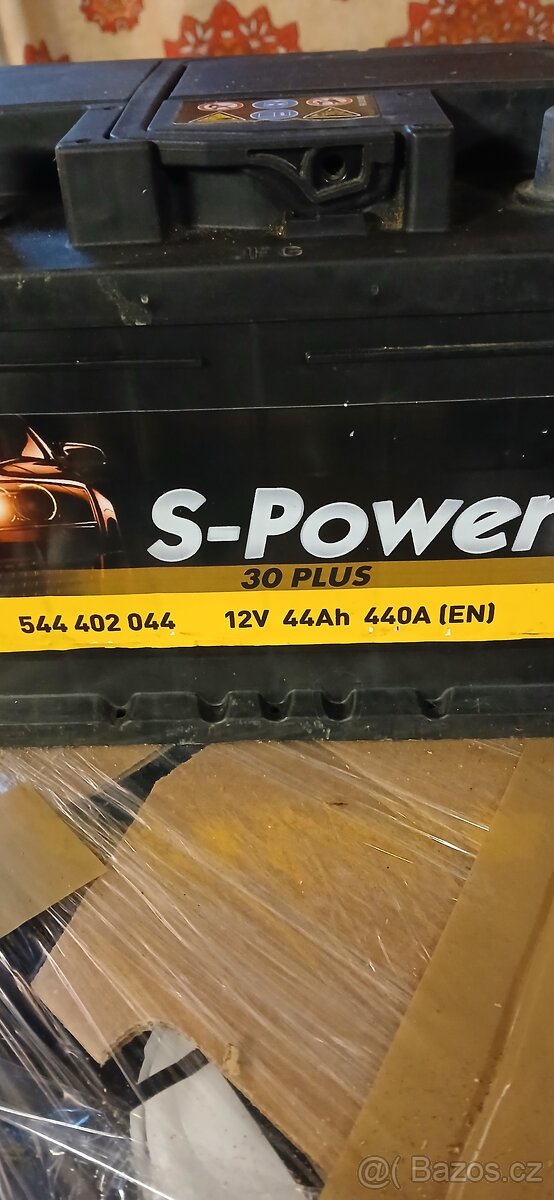 S-Power
30 PLUS
544 402 044 12V 44Ah 440A (EN)
@( Bazos.cz